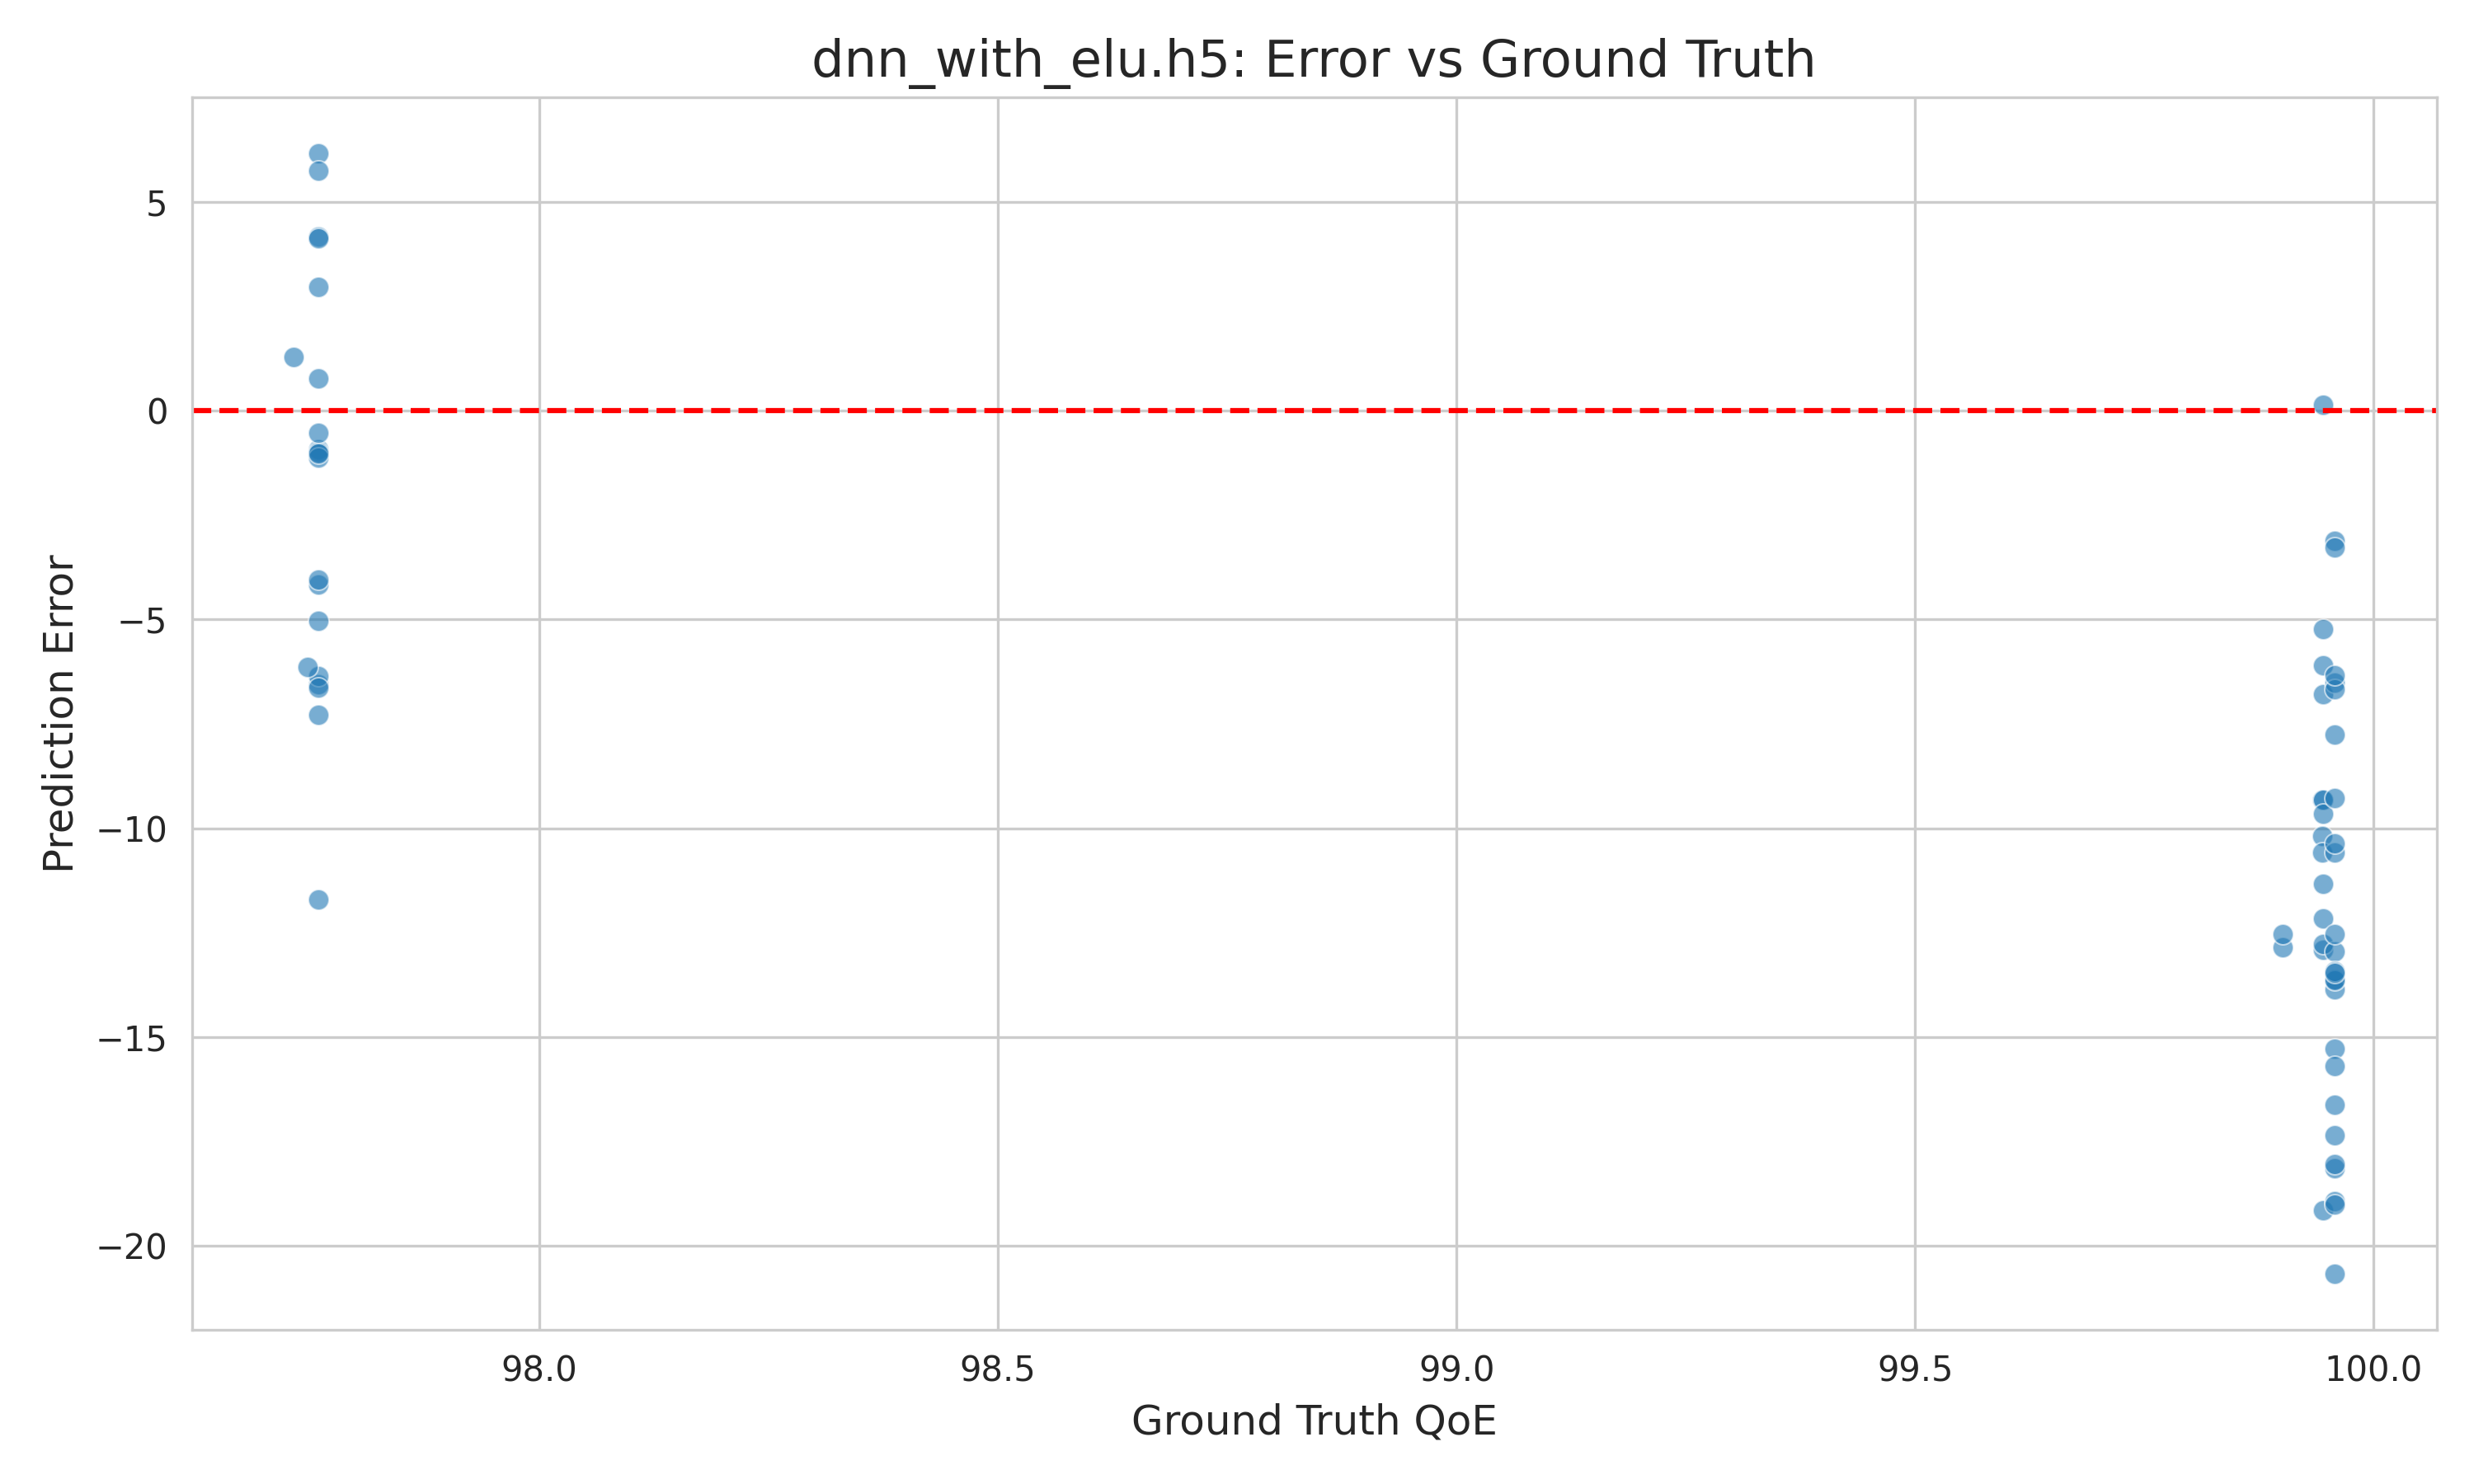 dnn_with_elu.h5: Error vs Ground Truth
Prediction Error
5
0
−5
−10
−15
−20
98.0 98.5 99.0 99.5 100.0
Ground Truth QoE